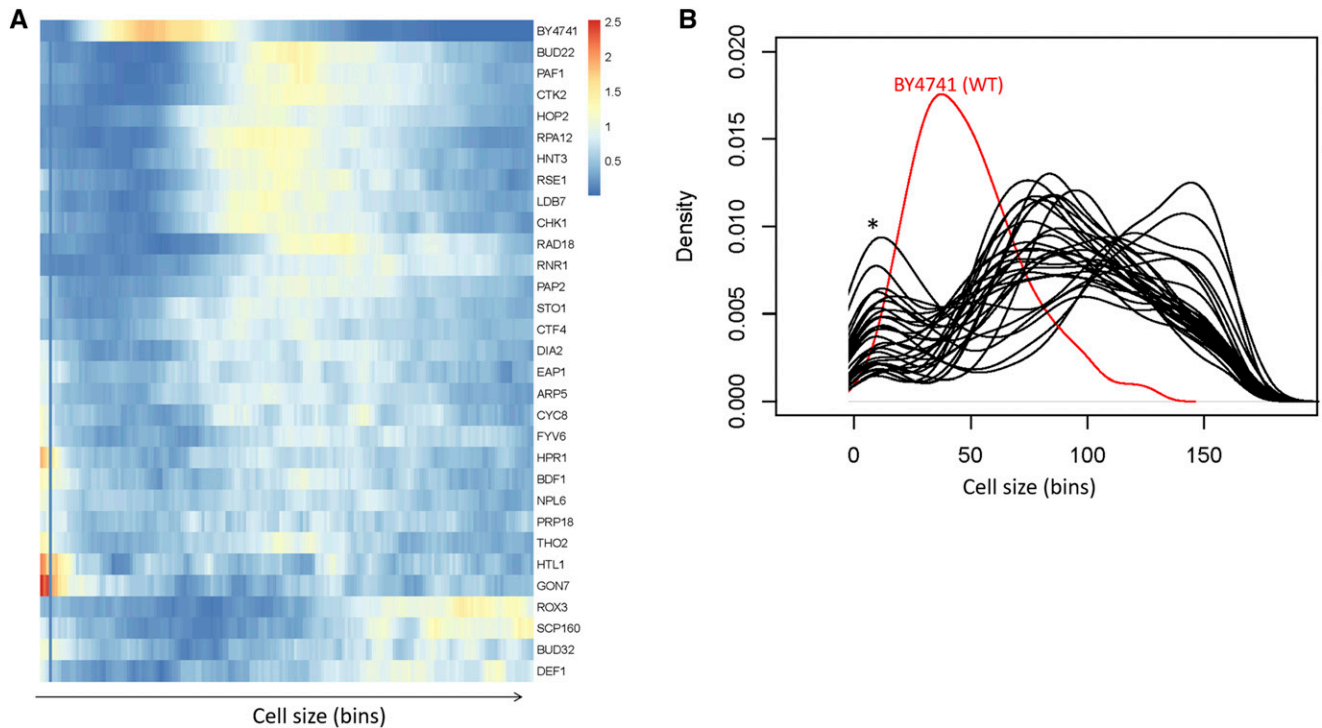 A
2.5
2
1.5
1
0.5
BY4741
BUD22
PAF1
CTK2
HOP2
RPA12
HNT3
RSE1
LDB7
CHK1
RAD18
RNR1
PAP2
STO1
CTF4
DIA2
EAP1
ARP5
CYC8
FYV6
HPR1
BDF1
NPL6
PRP18
THO2
HTL1
GON7
ROX3
SCP160
BUD32
DEF1
Cell size (bins)
B
0.020
0.015
0.010
0.005
0.000
Density
BY4741 (WT)
*
0 50 100 150
Cell size (bins)